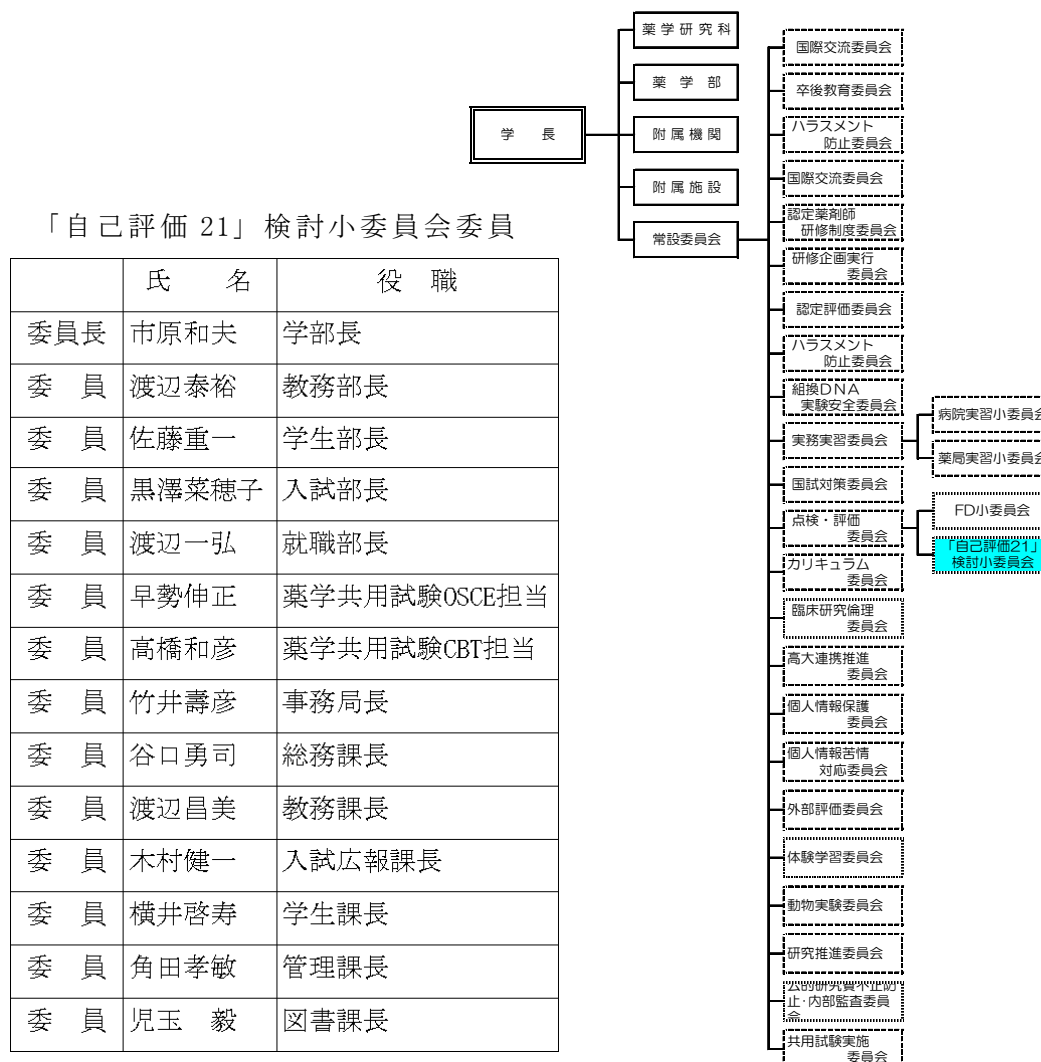 「自己評価 21」検討小委員会委員
氏　名 役　職
委員長 市原和夫 学部長
委　員 渡辺泰裕 教務部長
委　員 佐藤重一 学生部長
委　員 黒澤菜穂子 入試部長
委　員 渡辺一弘 就職部長
委　員 早勢伸正 薬学共用試験OSCE担当
委　員 高橋和彦 薬学共用試験CBT担当
委　員 竹井壽彦 事務局長
委　員 谷口勇司 総務課長
委　員 渡辺昌美 教務課長
委　員 木村健一 入試広報課長
委　員 横井啓寿 学生課長
委　員 角田孝敏 管理課長
委　員 児玉　毅 図書課長
学　長
薬学研究科
薬　学　部
附属機関
附属施設
常設委員会
国際交流委員会
卒後教育委員会
ハラスメント
防止委員会
国際交流委員会
認定薬剤師
研修制度委員会
研修企画実行
委員会
認定評価委員会
ハラスメント
防止委員会
組換DNA
実験安全委員会
実務実習委員会
病院実習小委員会
薬局実習小委員会
国試対策委員会
点検・評価
委員会
FD小委員会
「自己評価21」
検討小委員会
カリキュラム
委員会
臨床研究倫理
委員会
高大連携推進
委員会
個人情報保護
委員会
個人情報苦情
対応委員会
外部評価委員会
体験学習委員会
動物実験委員会
研究推進委員会
公的研究費不正防
止・内部監査委員
会
共用試験実施
委員会